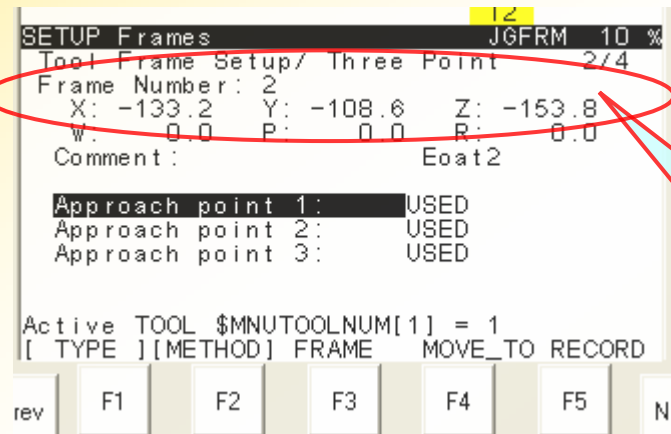 T2
SETUP Frames JGFRM 10 %
Tool Frame Setup/ Three Point 2/4
Frame Number: 2
X: -133.2 Y: -108.6 Z: -153.8
W: 0.0 P: 0.0 R: 0.0
Comment: Eoat2
Approach point 1: USED
Approach point 2: USED
Approach point 3: USED
Active TOOL $MNUTOOLNUM[1] = 1
[ TYPE ][METHOD] FRAME MOVE_TO RECORD
rev F1 F2 F3 F4 F5 N